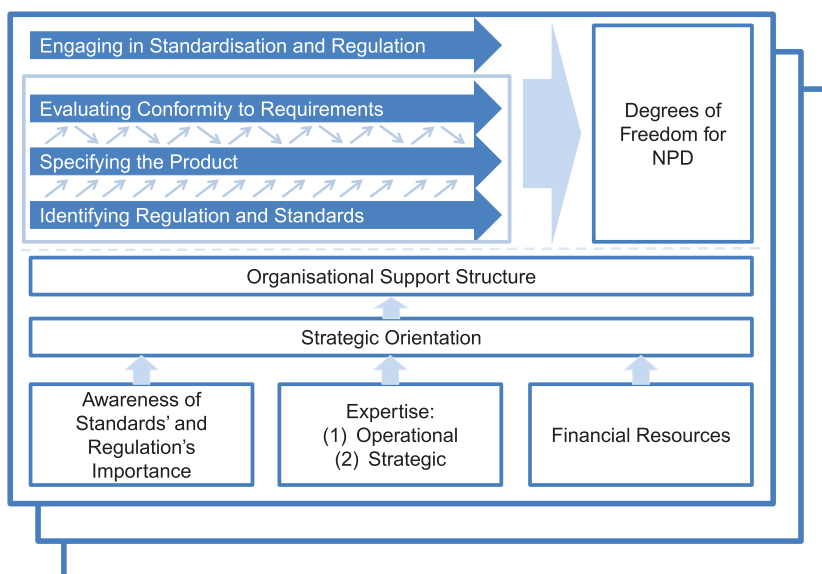 Engaging in Standardisation and Regulation
Evaluating Conformity to Requirements
Specifying the Product
Identifying Regulation and Standards
Degrees of
Freedom for
NPD
Organisational Support Structure
Strategic Orientation
Awareness of
Standards’ and
Regulation’s
Importance
Expertise:
(1) Operational
(2) Strategic
Financial Resources